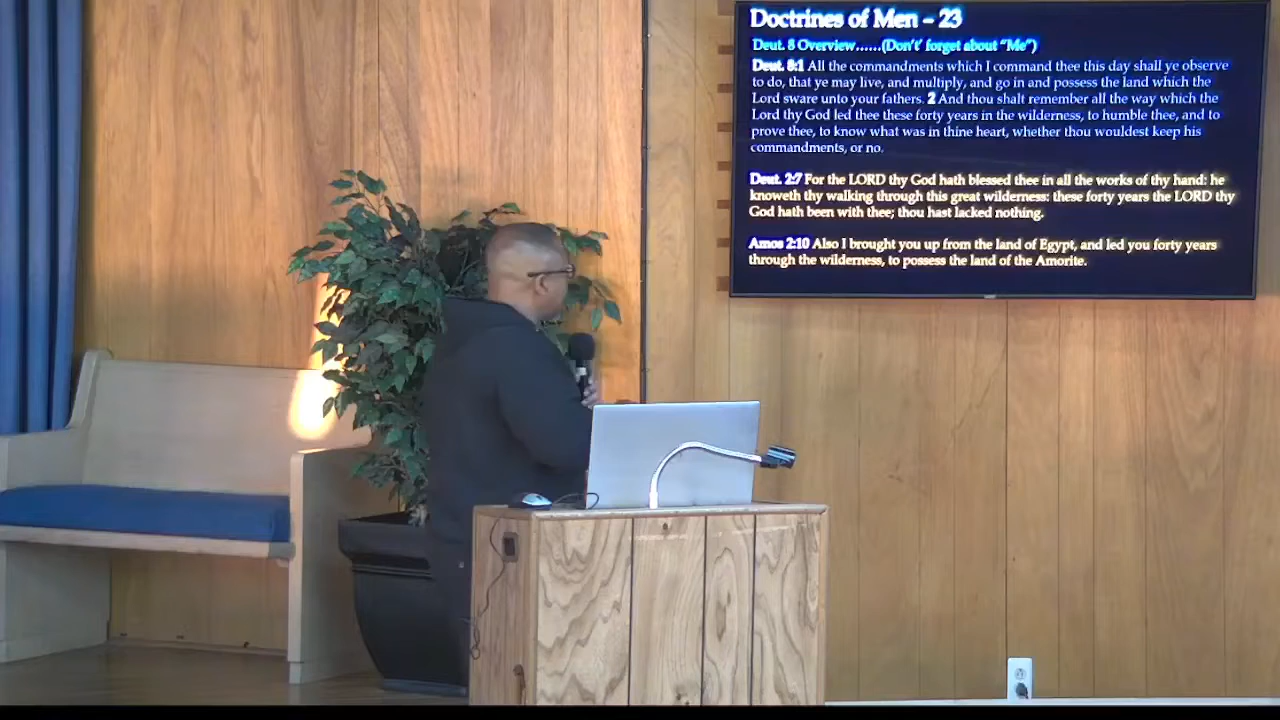 Doctrines of Men – 23
Deut. 8 Overview......(Don't' forget about "Me")
Deut. 8:1 All the commandments which I command thee this day shall ye observe
to do, that ye may live, and multiply, and go in and possess the land which the
Lord sware unto your fathers. 2 And thou shalt remember all the way which the
Lord thy God led thee these forty years in the wilderness, to humble thee, and to
prove thee, to know what was in thine heart, whether thou wouldest keep his
commandments, or no.
Deut. 2:7 For the LORD thy God hath blessed thee in all the works of thy hand: he
knoweth thy walking through this great wilderness: these forty years the LORD thy
God hath been with thee; thou hast lacked nothing.
Amos 2:10 Also I brought you up from the land of Egypt, and led you forty years
through the wilderness, to possess the land of the Amorite.